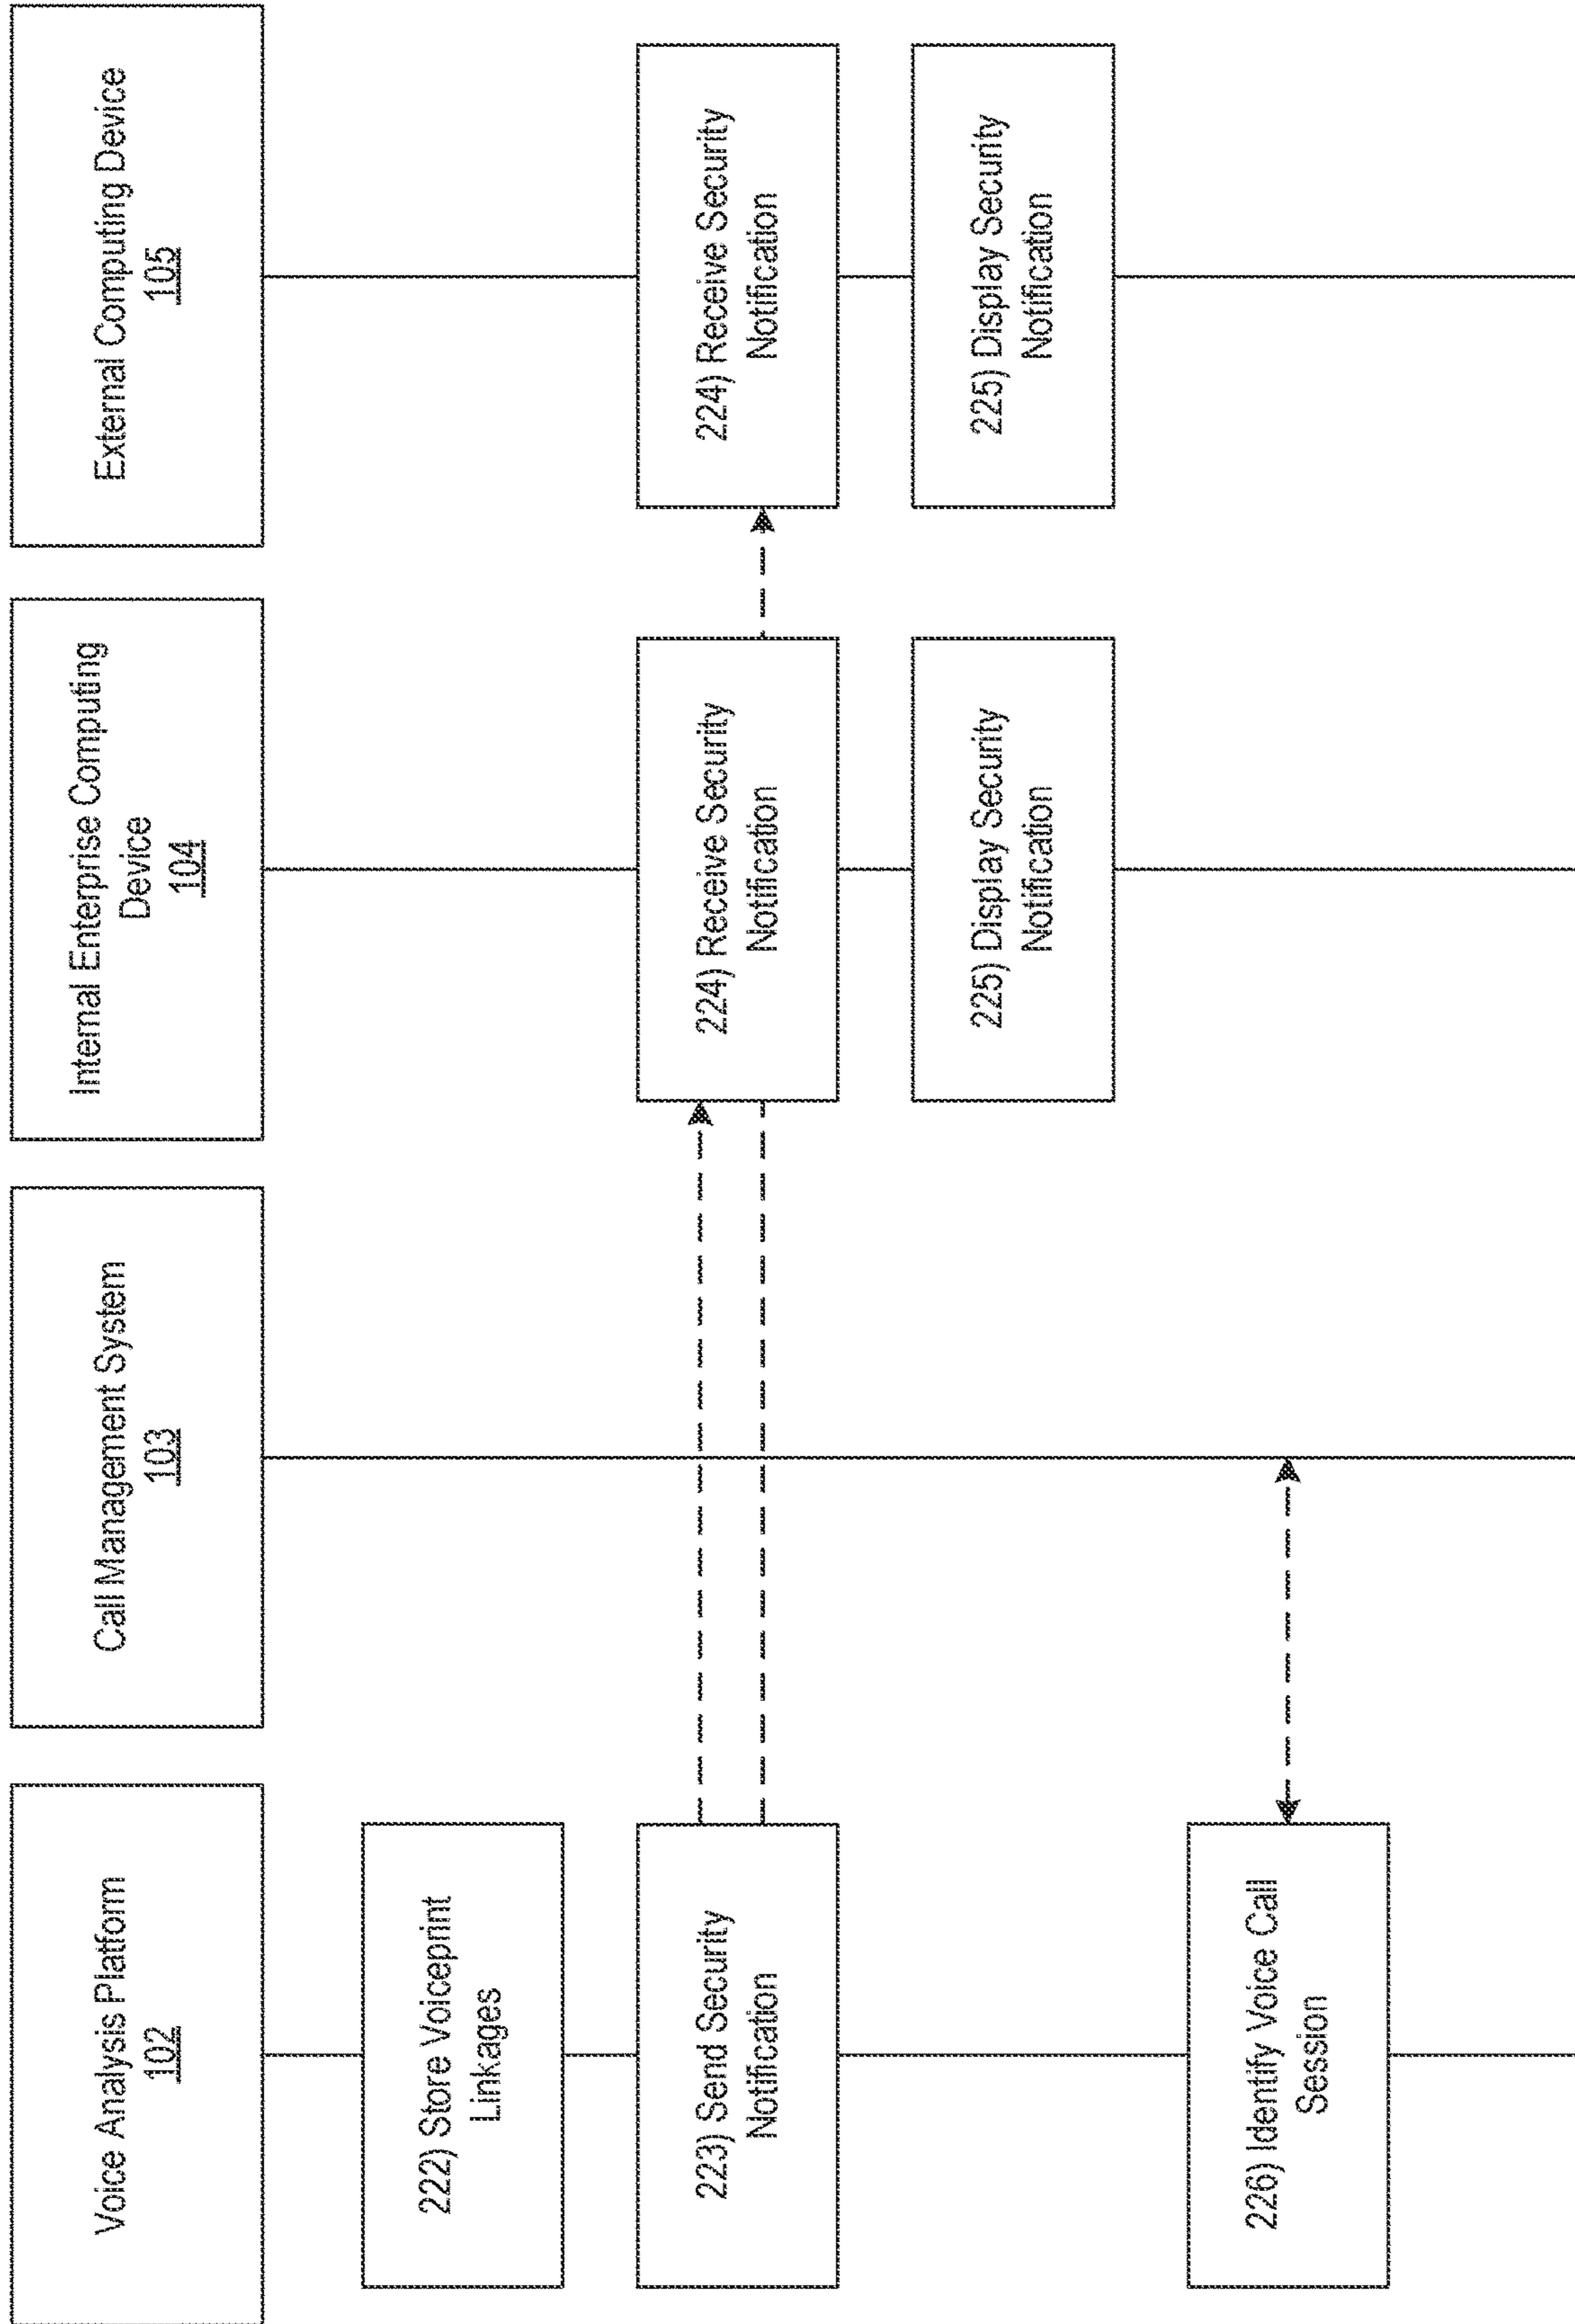 Voice Analysis Platform
102
Call Management System
103
Internal Enterprise Computing
Device
104
External Computing Device
105
222) Store Voiceprint
Linkages
223) Send Security
Notification
224) Receive Security
Notification
224) Receive Security
Notification
225) Display Security
Notification
225) Display Security
Notification
226) Identify Voice Call
Session